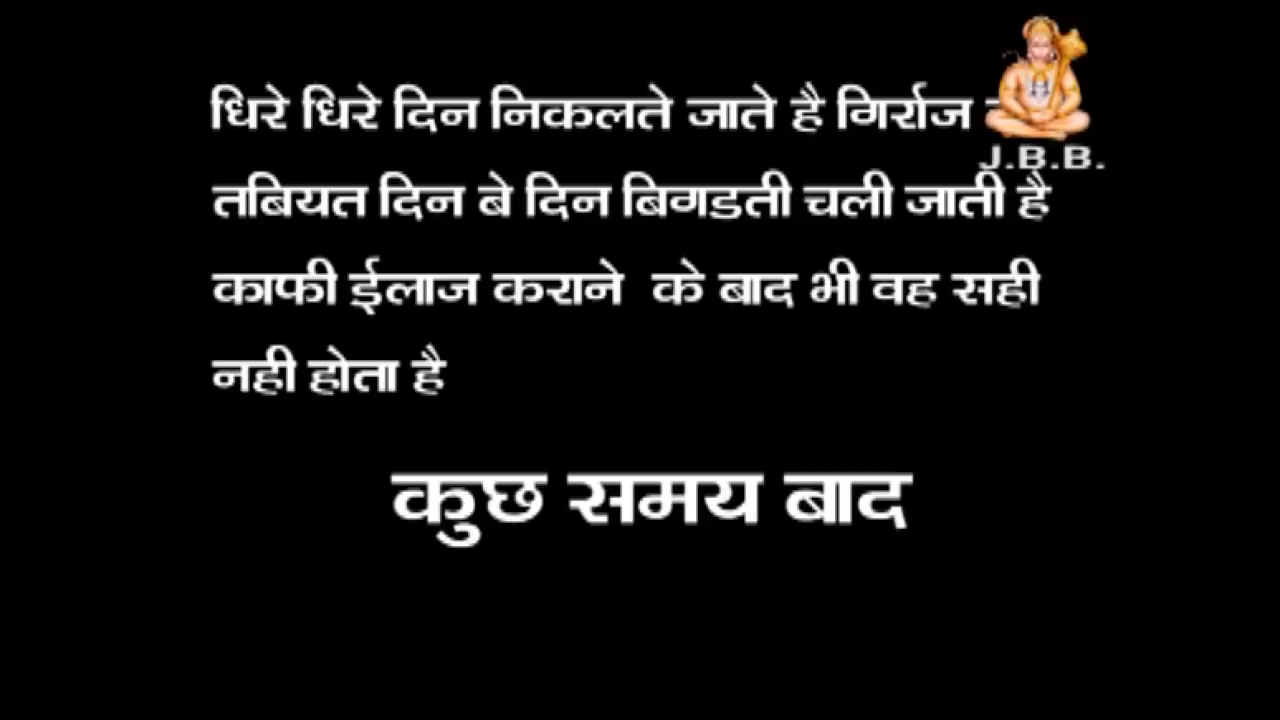 धिरे धिरे दिन निकलते जाते है गिर्राज
J.B.B.
तबियत दिन बे दिन बिगडती चली जाती है
काफी ईलाज कराने के बाद भी वह सही
नही होता है
कुछ समय बाद